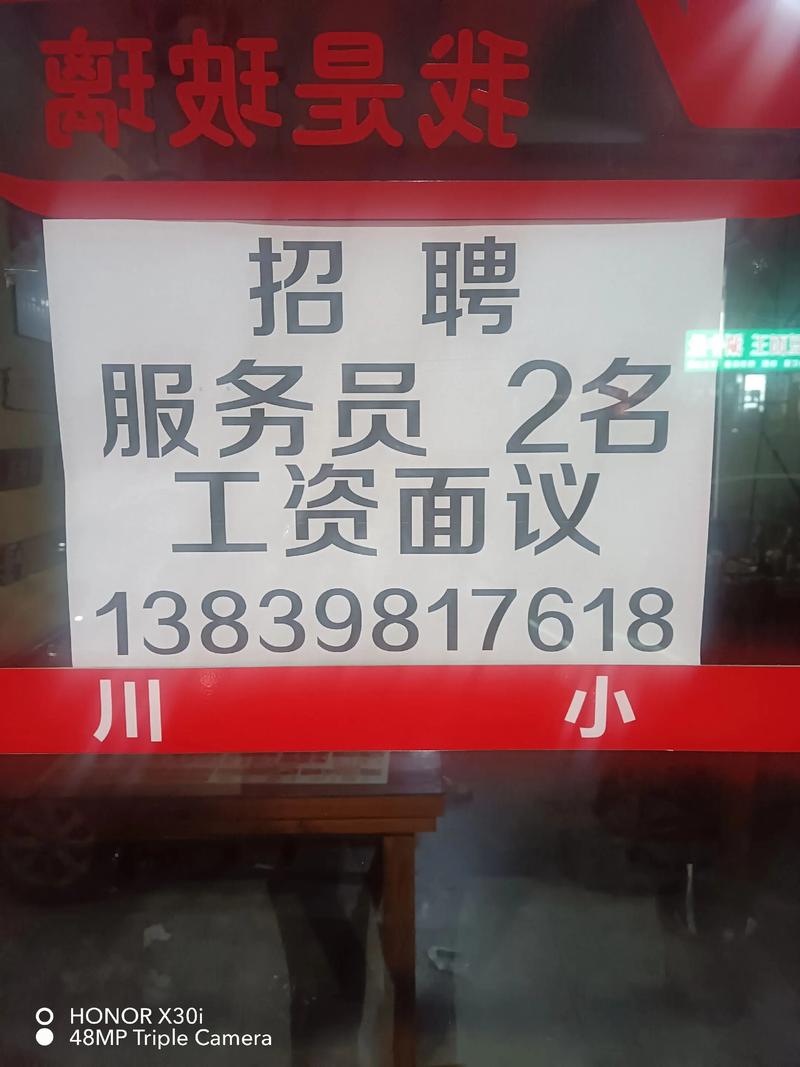 我是玻璃
招 聘
服务员 2名
工资面议
13839817618
川 小
HONOR X30i
48MP Triple Camera